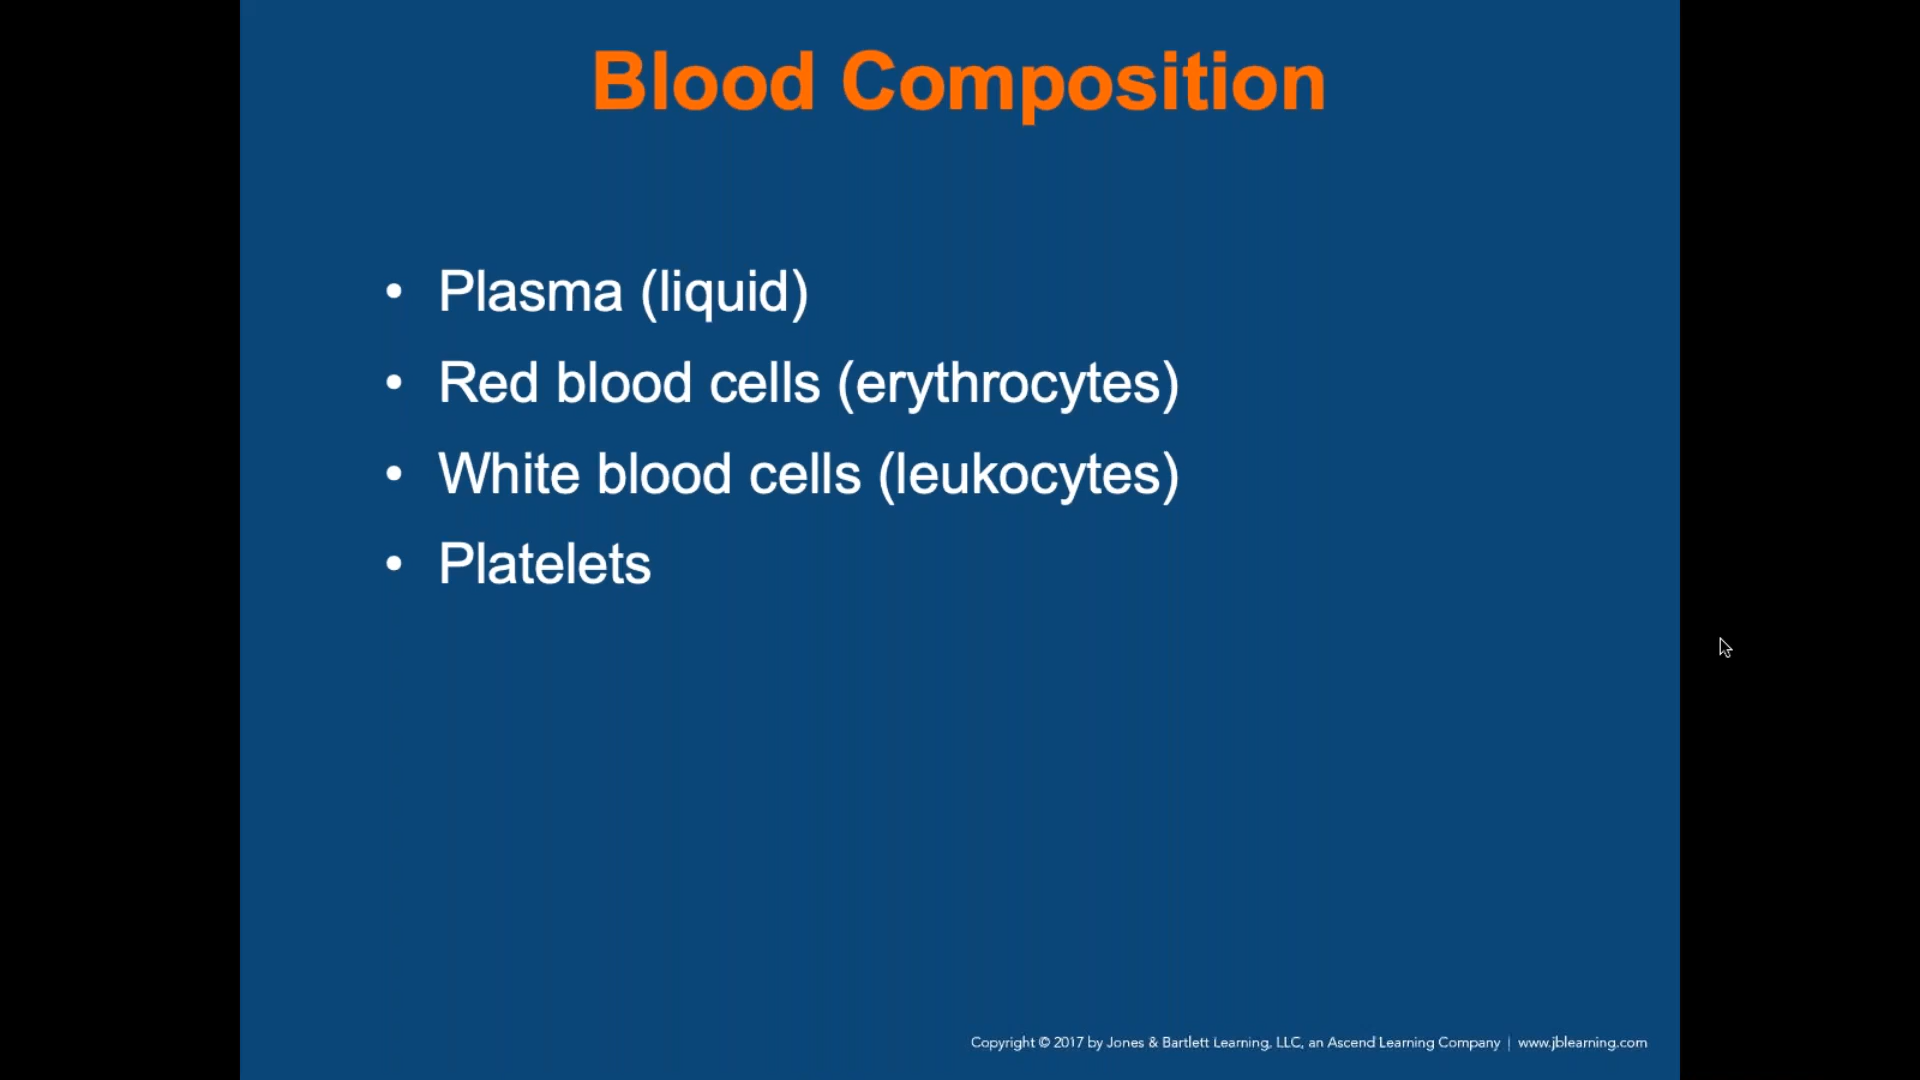 Blood Composition
• Plasma (liquid)
• Red blood cells (erythrocytes)
• White blood cells (leukocytes)
• Platelets
Copyright © 2017 by Jones & Bartlett Learning, LLC, an Ascend Learning Company | www.jblearning.com